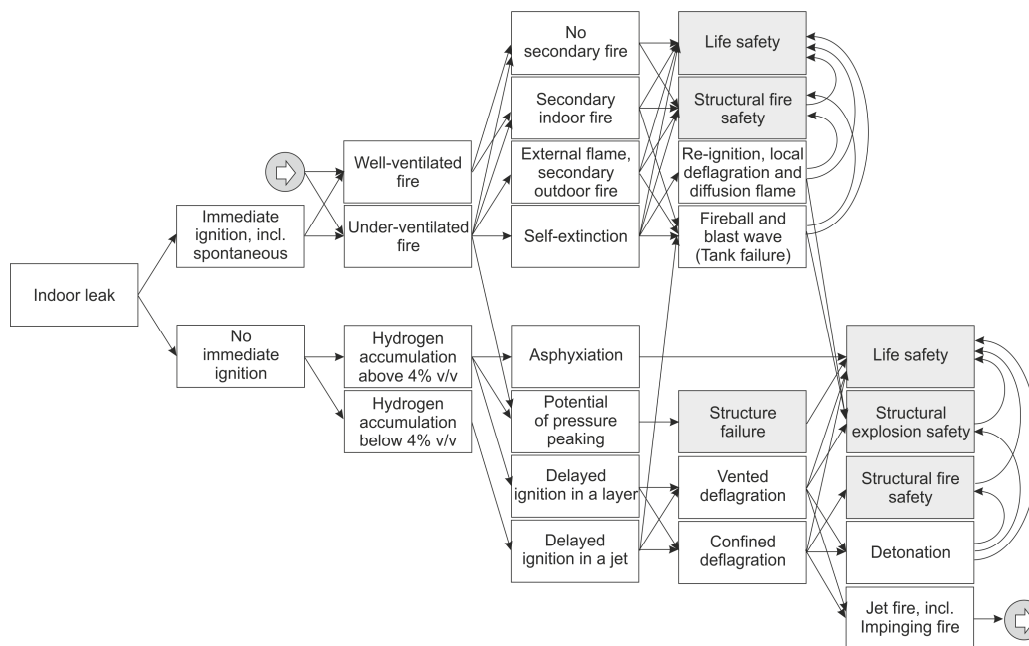 No
secondary fire
Life safety
Secondary
indoor fire
Structural fire
safety
Well-ventilated
fire
External flame,
secondary
outdoor fire
Re-ignition, local
deflagration and
diffusion flame
Immediate
ignition, incl.
spontaneous
Under-ventilated
fire
Self-extinction
Fireball and
blast wave
(Tank failure)
Indoor leak
No
immediate
ignition
Hydrogen
accumulation
above 4% v/v
Asphyxiation
Life safety
Hydrogen
accumulation
below 4% v/v
Potential
of pressure
peaking
Structure
failure
Structural
explosion safety
Delayed
ignition in a layer
Vented
deflagration
Structural fire
safety
Delayed
ignition in a jet
Confined
deflagration
Detonation
Jet fire, incl.
Impinging fire